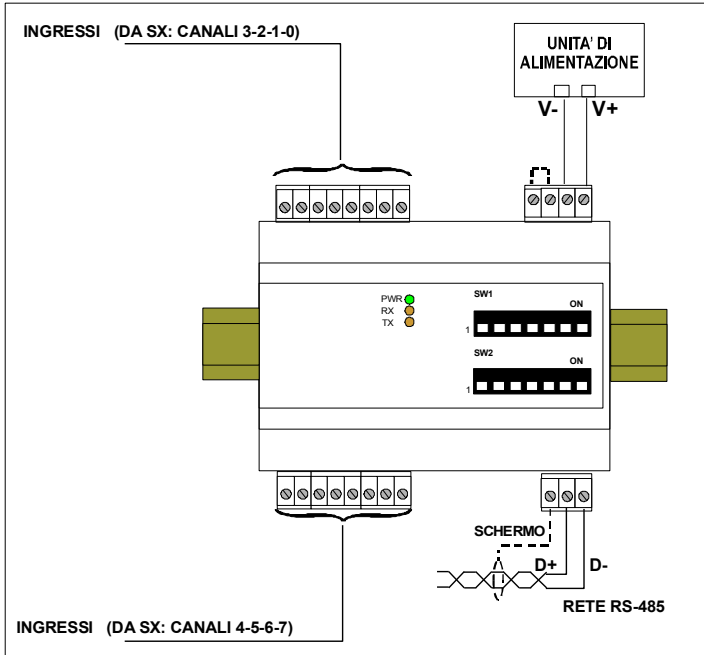 INGRESSI (DA SX: CANALI 3-2-1-0)
UNITA' DI
ALIMENTAZIONE
V- V+
PWR
RX
TX
SW1
ON
1
SW2
ON
1
SCHERMO
D+ D-
RETE RS-485
INGRESSI (DA SX: CANALI 4-5-6-7)